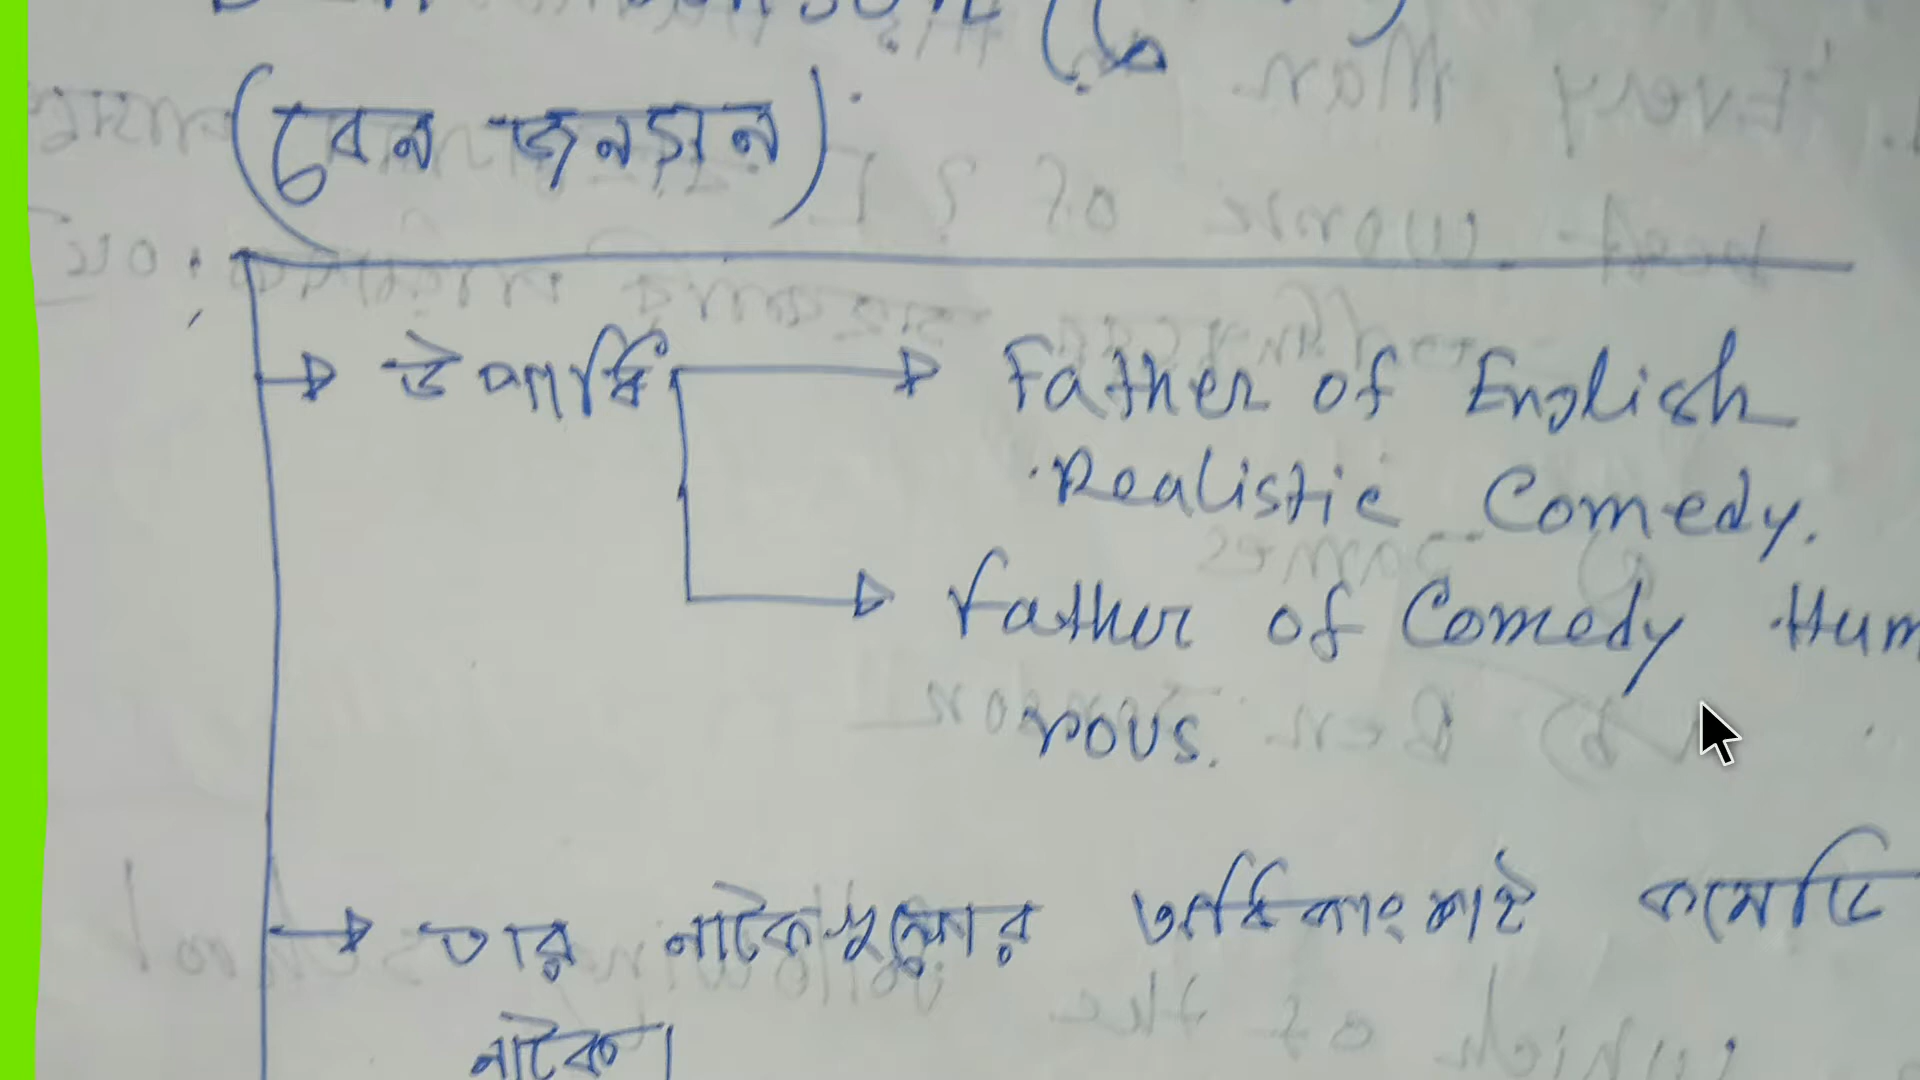 (বেন জনসন)
উপাধি → Father of English
Realistic Comedy.
→ Father of Comedy Hum
rous.
→ তার নাটকগুলোর অধিকাংশই কমেডি
নাটক।